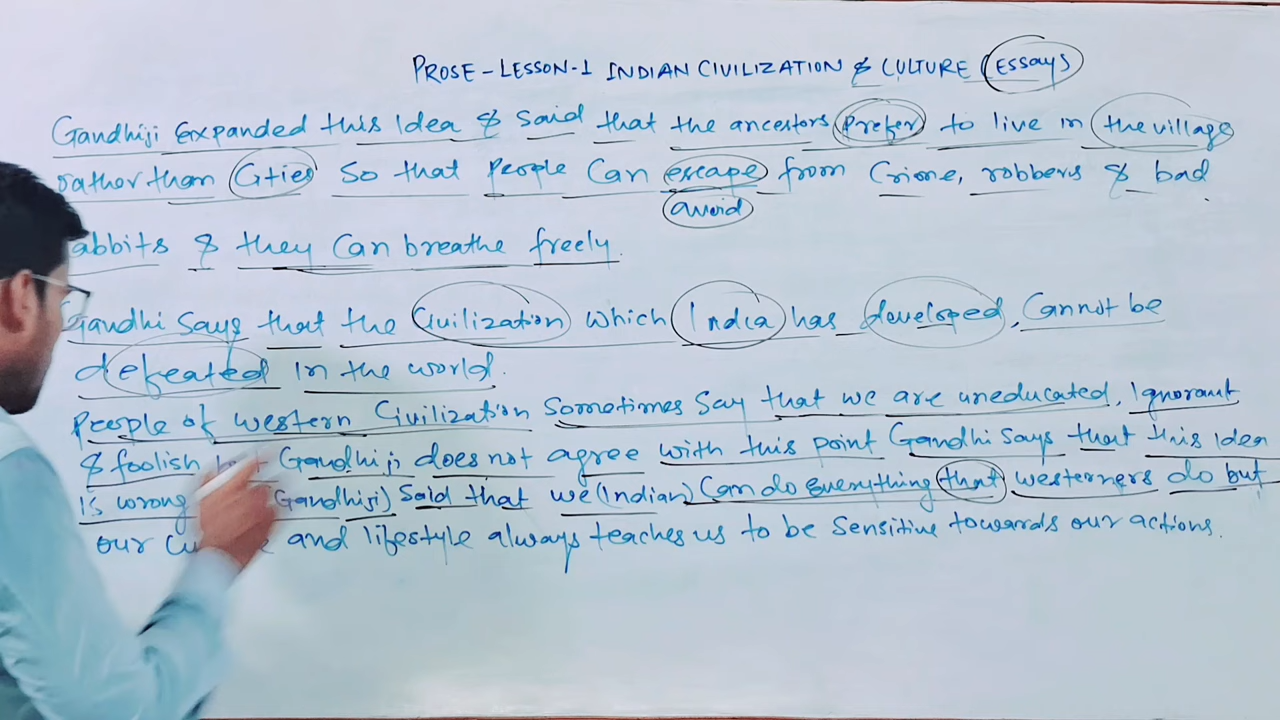 PROSE - LESSON-1 INDIAN CIVILIZATION & CULTURE (ESSAYS)
Gandhiji Expanded this Idea & Said that the ancestors prefer to live in the village
rather than Cities So that People Can escape from Crime, robbers & bad
avoid
abbits & they Can breathe freely.
Gandhi Says that the Civilization which India has developed, Cannot be
defeated in the world.
People of western Civilization Sometimes Say that we are uneducated, Ignorant
& foolish Gandhiji does not agree with this point Gandhi Says that this Idea
is wrong Gandhiji) Said that we (Indian) Can do everything that westerners do but
our and lifestyle always teaches us to be Sensitive towards our actions.